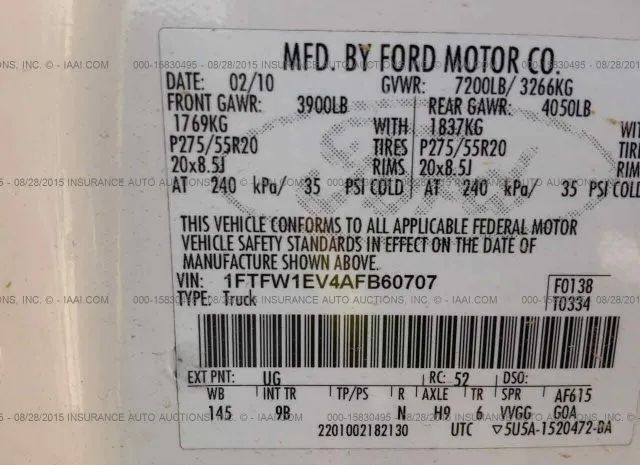 MFD. BY FORD MOTOR CO.
DATE: 02/10 GVWR: 7200LB/ 3266KG
FRONT GAWR: 3900LB REAR GAWR: 4050LB
1769KG WITH 1837KG WITH
P275/55R20 TIRES P275/55R20 TIRES
20x8.5J RIMS 20x8.5J RIMS
AT 240 kPa/ 35 PSI COLD AT 240 kPa/ 35 PSI COLD
THIS VEHICLE CONFORMS TO ALL APPLICABLE FEDERAL MOTOR
VEHICLE SAFETY STANDARDS IN EFFECT ON THE DATE OF
MANUFACTURE SHOWN ABOVE.
VIN: 1FTFW1EV4AFB60707 F0138
TYPE: Truck T0334
EXT PNT: UG RC: 52 DSO:
WB INT TR TP/PS R AXLE TR SPR AF615
145 9B N H9 6 VVGG G0A
2201002182130 UTC 5U5A-1520472-BA
000-15830495 - 08/28/2015 INSURANCE AUTO AUCTIONS, INC. © - IAAI.COM